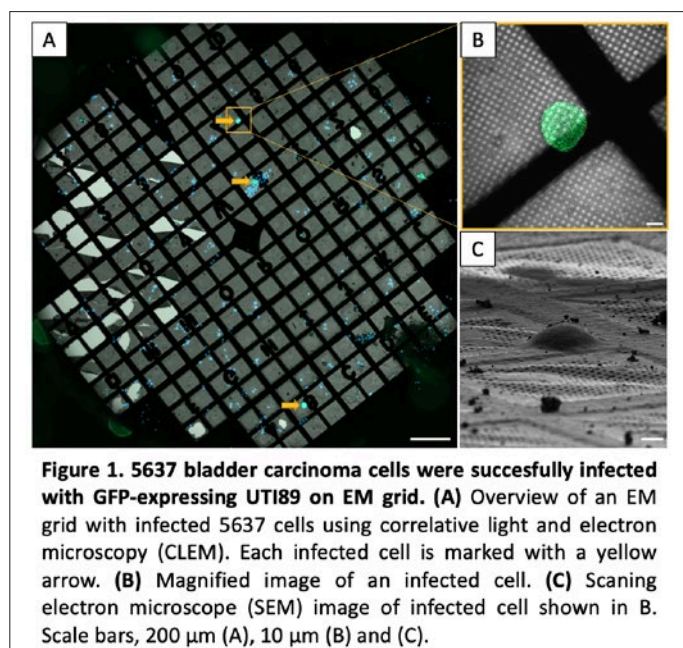 A
B
C
Figure 1. 5637 bladder carcinoma cells were succesfully infected
with GFP-expressing UTI89 on EM grid. (A) Overview of an EM
grid with infected 5637 cells using correlative light and electron
microscopy (CLEM). Each infected cell is marked with a yellow
arrow. (B) Magnified image of an infected cell. (C) Scaning
electron microscope (SEM) image of infected cell shown in B.
Scale bars, 200 μm (A), 10 μm (B) and (C).